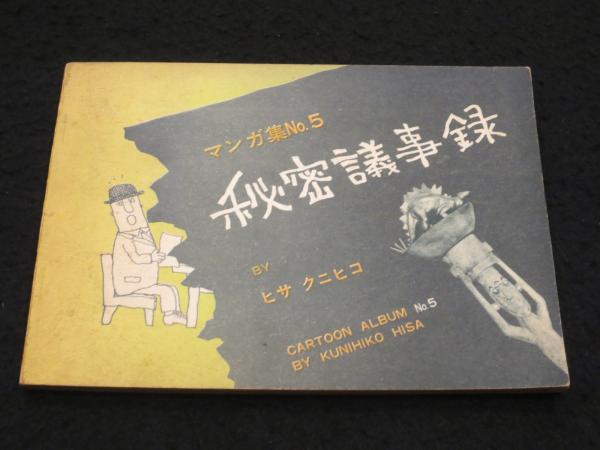 マンガ集No.5
秘密議事録
BY
ヒサ クニヒコ
CARTOON ALBUM No.5
BY KUNIHIKO HISA